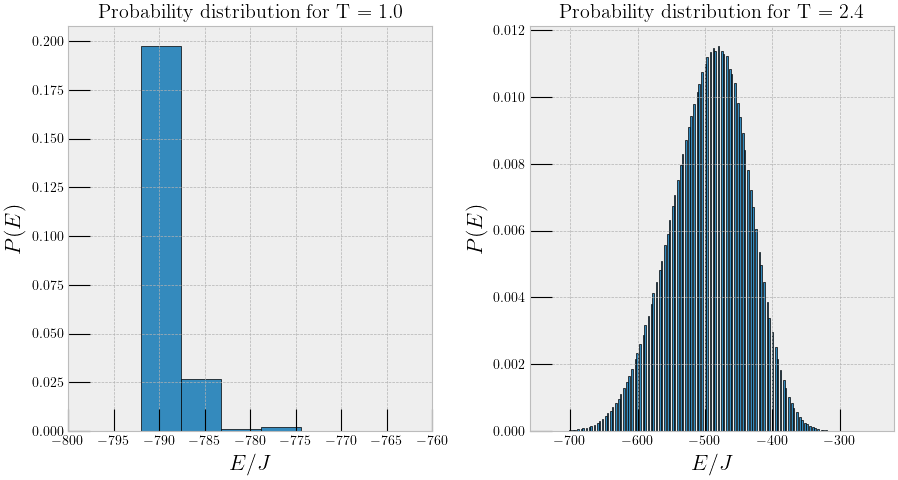 Probability distribution for T = 1.0
0.200
0.175
0.150
0.125
0.100
0.075
0.050
0.025
0.000
P(E)
−800 −795 −790 −785 −780 −775 −770 −765 −760
E/J
Probability distribution for T = 2.4
0.012
0.010
0.008
0.006
0.004
0.002
0.000
P(E)
−700 −600 −500 −400 −300
E/J